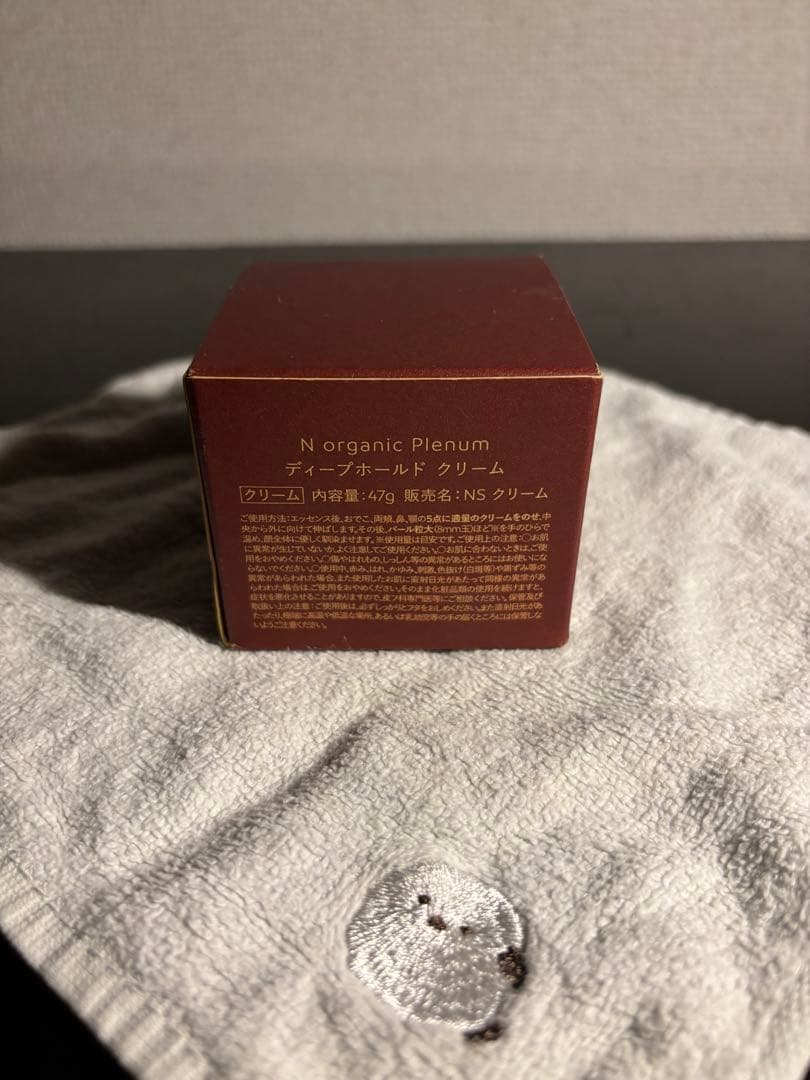 N organic Plenum
ディープホールド クリーム
クリーム 内容量:47g 販売名:NS クリーム
ご使用方法:エッセンス後、おでこ、両頬、鼻、顎の5点に適量のクリームをのせ、中
央から外に向けて伸ばします。その後、パール粒大(8mm玉)ほど※を手のひらで
温め、顔全体に優しく馴染ませます。※使用量は目安です。ご使用上の注意:〇お肌
に異常が生じていないか、よく注意してご使用ください。〇お肌に合わないときは、ご使
用をおやめください。〇傷やはれもの、しっしん等の異常があるところにはお使いにな
らないでください。〇使用中、赤み、はれ、かゆみ、刺激、色抜け(白斑等)や黒ずみ等の
異常があらわれた場合、また使用したお肌に直射日光があたって同様の異常があ
らわれた場合は、ご使用をおやめください。そのまま化粧品類の使用を続けますと、
症状を悪化させることがありますので、皮フ科専門医等にご相談ください。保管及び
取扱い上の注意:ご使用後は、必ずしっかりとフタをおしめください。また直射日光があ
たったり、極端に高温や低温な場所、あるいは乳幼児等の手の届くところには保管しな
いようご注意ください。